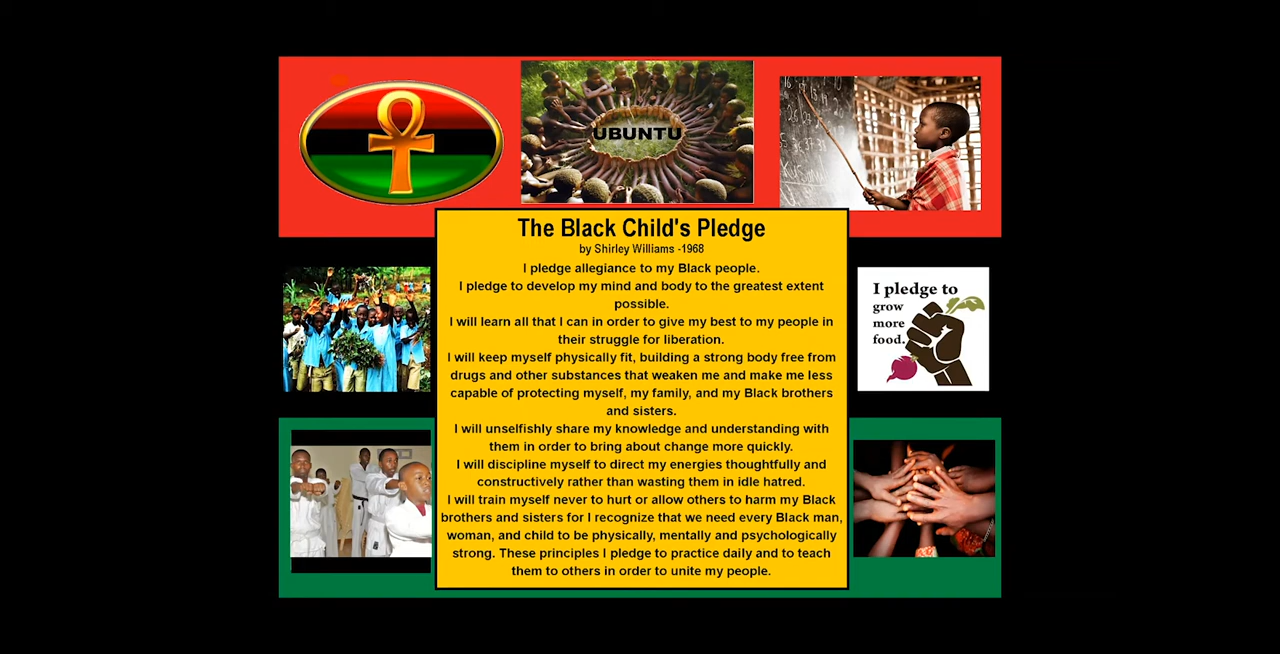 UBUNTU
The Black Child's Pledge
by Shirley Williams -1968
I pledge allegiance to my Black people.
I pledge to develop my mind and body to the greatest extent
possible.
I will learn all that I can in order to give my best to my people in
their struggle for liberation.
I will keep myself physically fit, building a strong body free from
drugs and other substances that weaken me and make me less
capable of protecting myself, my family, and my Black brothers
and sisters.
I will unselfishly share my knowledge and understanding with
them in order to bring about change more quickly.
I will discipline myself to direct my energies thoughtfully and
constructively rather than wasting them in idle hatred.
I will train myself never to hurt or allow others to harm my Black
brothers and sisters for I recognize that we need every Black man,
woman, and child to be physically, mentally and psychologically
strong. These principles I pledge to practice daily and to teach
them to others in order to unite my people.
I pledge to
grow
more
food.